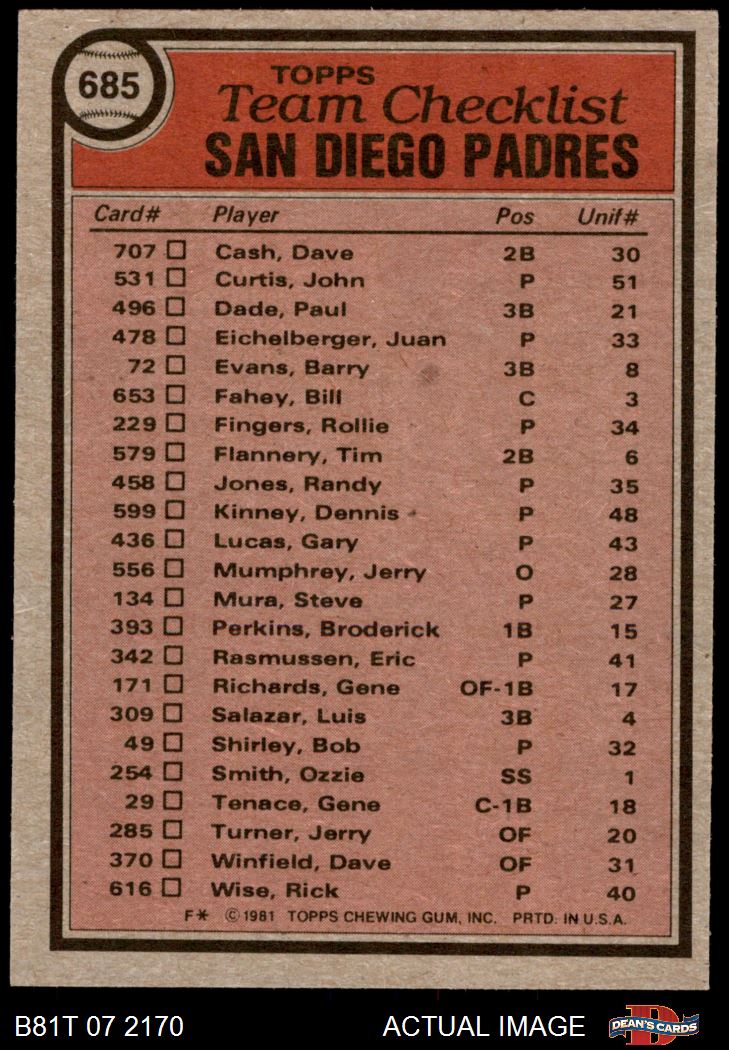 685
TOPPS
Team Checklist
SAN DIEGO PADRES
Card# Player Pos Unif#
707 Cash, Dave 2B 30
531 Curtis, John P 51
496 Dade, Paul 3B 21
478 Eichelberger, Juan P 33
72 Evans, Barry 3B 8
653 Fahey, Bill C 3
229 Fingers, Rollie P 34
579 Flannery, Tim 2B 6
458 Jones, Randy P 35
599 Kinney, Dennis P 48
436 Lucas, Gary P 43
556 Mumphrey, Jerry O 28
134 Mura, Steve P 27
393 Perkins, Broderick 1B 15
342 Rasmussen, Eric P 41
171 Richards, Gene OF-1B 17
309 Salazar, Luis 3B 4
49 Shirley, Bob P 32
254 Smith, Ozzie SS 1
29 Tenace, Gene C-1B 18
285 Turner, Jerry OF 20
370 Winfield, Dave OF 31
616 Wise, Rick P 40
F* © 1981 TOPPS CHEWING GUM, INC. PRTD. IN U.S.A.
B81T 07 2170 ACTUAL IMAGE
D
DEAN'S CARDS